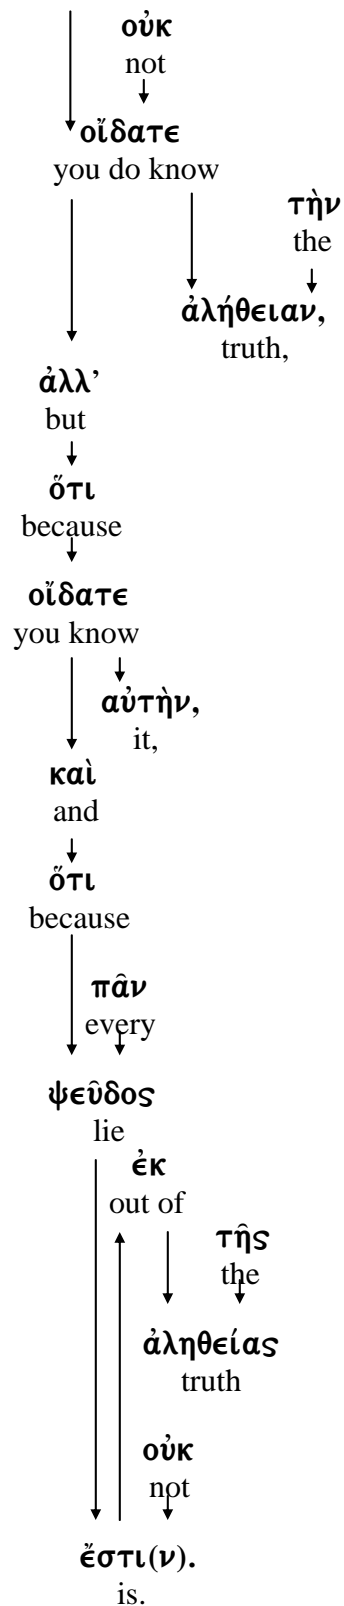 οὐκ
not
οἴδατε
you do know
τὴν
the
ἀλήθειαν,
truth,
ἀλλ’
but
ὅτι
because
οἴδατε
you know
αὐτὴν,
it,
καὶ
and
ὅτι
because
πᾶν
every
ψεῦδος
lie
ἐκ
out of
τῆς
the
ἀληθείας
truth
οὐκ
not
ἔστι(ν).
is.